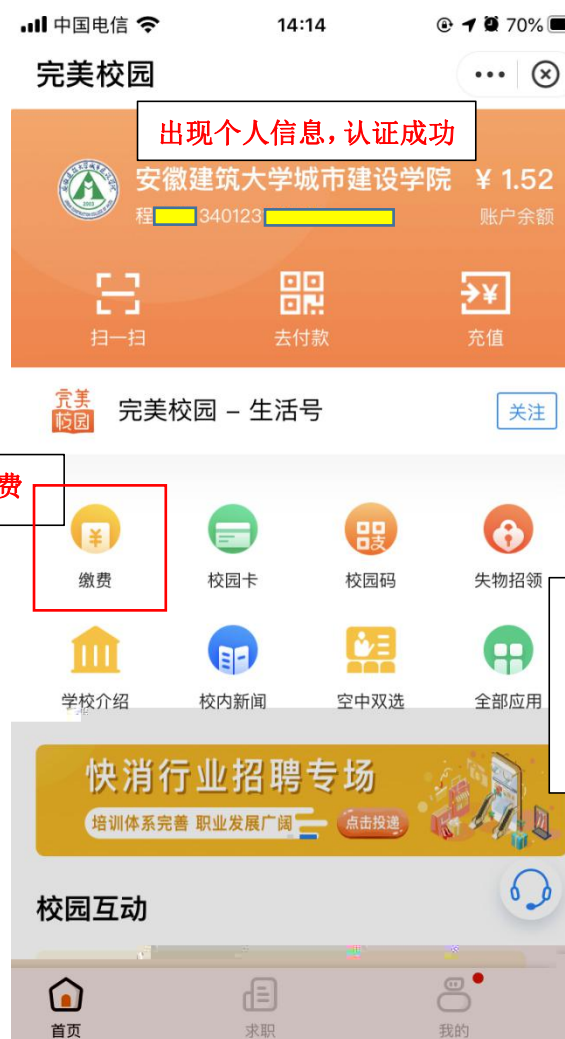 中国电信 14:14 70%
完美校园
出现个人信息，认证成功
安徽建筑大学城市建设学院 ¥ 1.52
程 340123 账户余额
扫一扫 去付款 充值
完美校园 – 生活号 关注
费
缴费 校园卡 校园码 失物招领
学校介绍 校内新闻 空中双选 全部应用
快消行业招聘专场
培训体系完善 职业发展广阔 点击投递
校园互动
首页 求职 我的